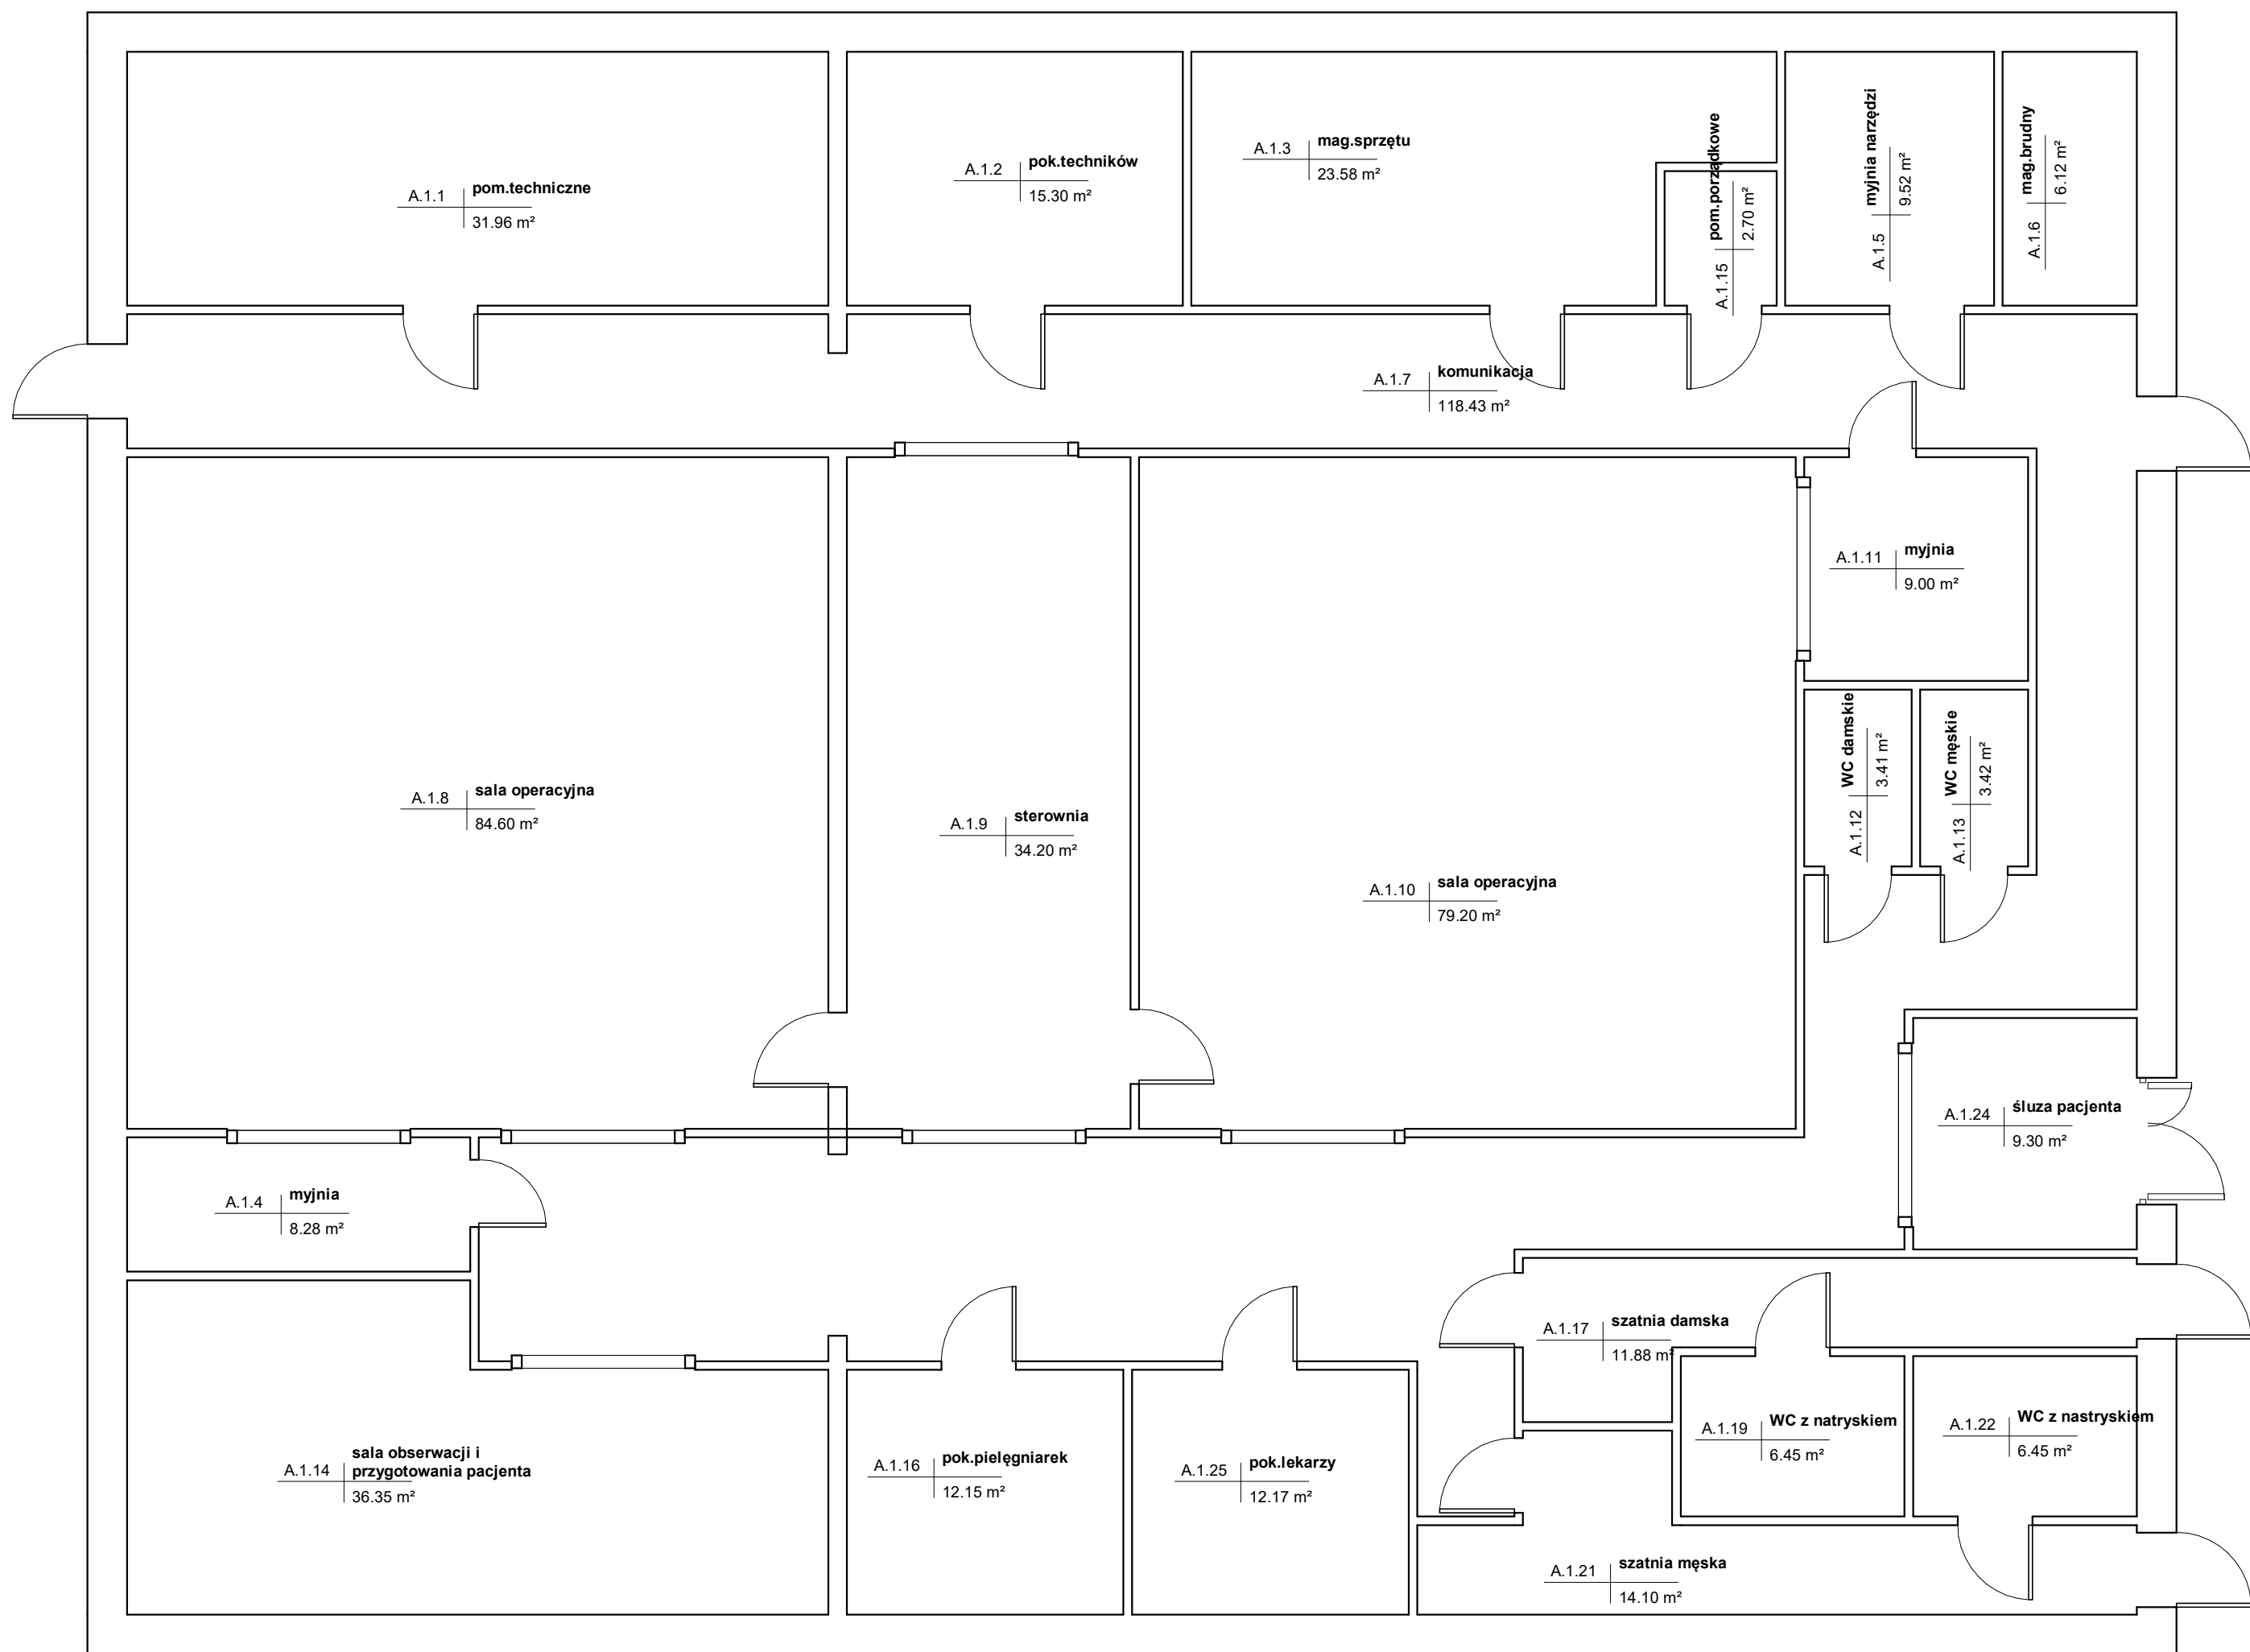 A.1.1
pom.techniczne
31.96 m²
A.1.2
pok.techników
15.30 m²
A.1.3
mag.sprzętu
23.58 m²
A.1.15
pom.porządkowe
2.70 m²
A.1.5
myjnia narzędzi
9.52 m²
A.1.6
mag.brudny
6.12 m²
A.1.7
komunikacja
118.43 m²
A.1.8
sala operacyjna
84.60 m²
A.1.9
sterownia
34.20 m²
A.1.10
sala operacyjna
79.20 m²
A.1.11
myjnia
9.00 m²
A.1.12
WC damskie
3.41 m²
A.1.13
WC męskie
3.42 m²
A.1.24
śluza pacjenta
9.30 m²
A.1.4
myjnia
8.28 m²
A.1.17
szatnia damska
11.88 m²
A.1.14
sala obserwacji i
przygotowania pacjenta
36.35 m²
A.1.16
pok.pielęgniarek
12.15 m²
A.1.25
pok.lekarzy
12.17 m²
A.1.19
WC z natryskiem
6.45 m²
A.1.22
WC z nastryskiem
6.45 m²
A.1.21
szatnia męska
14.10 m²